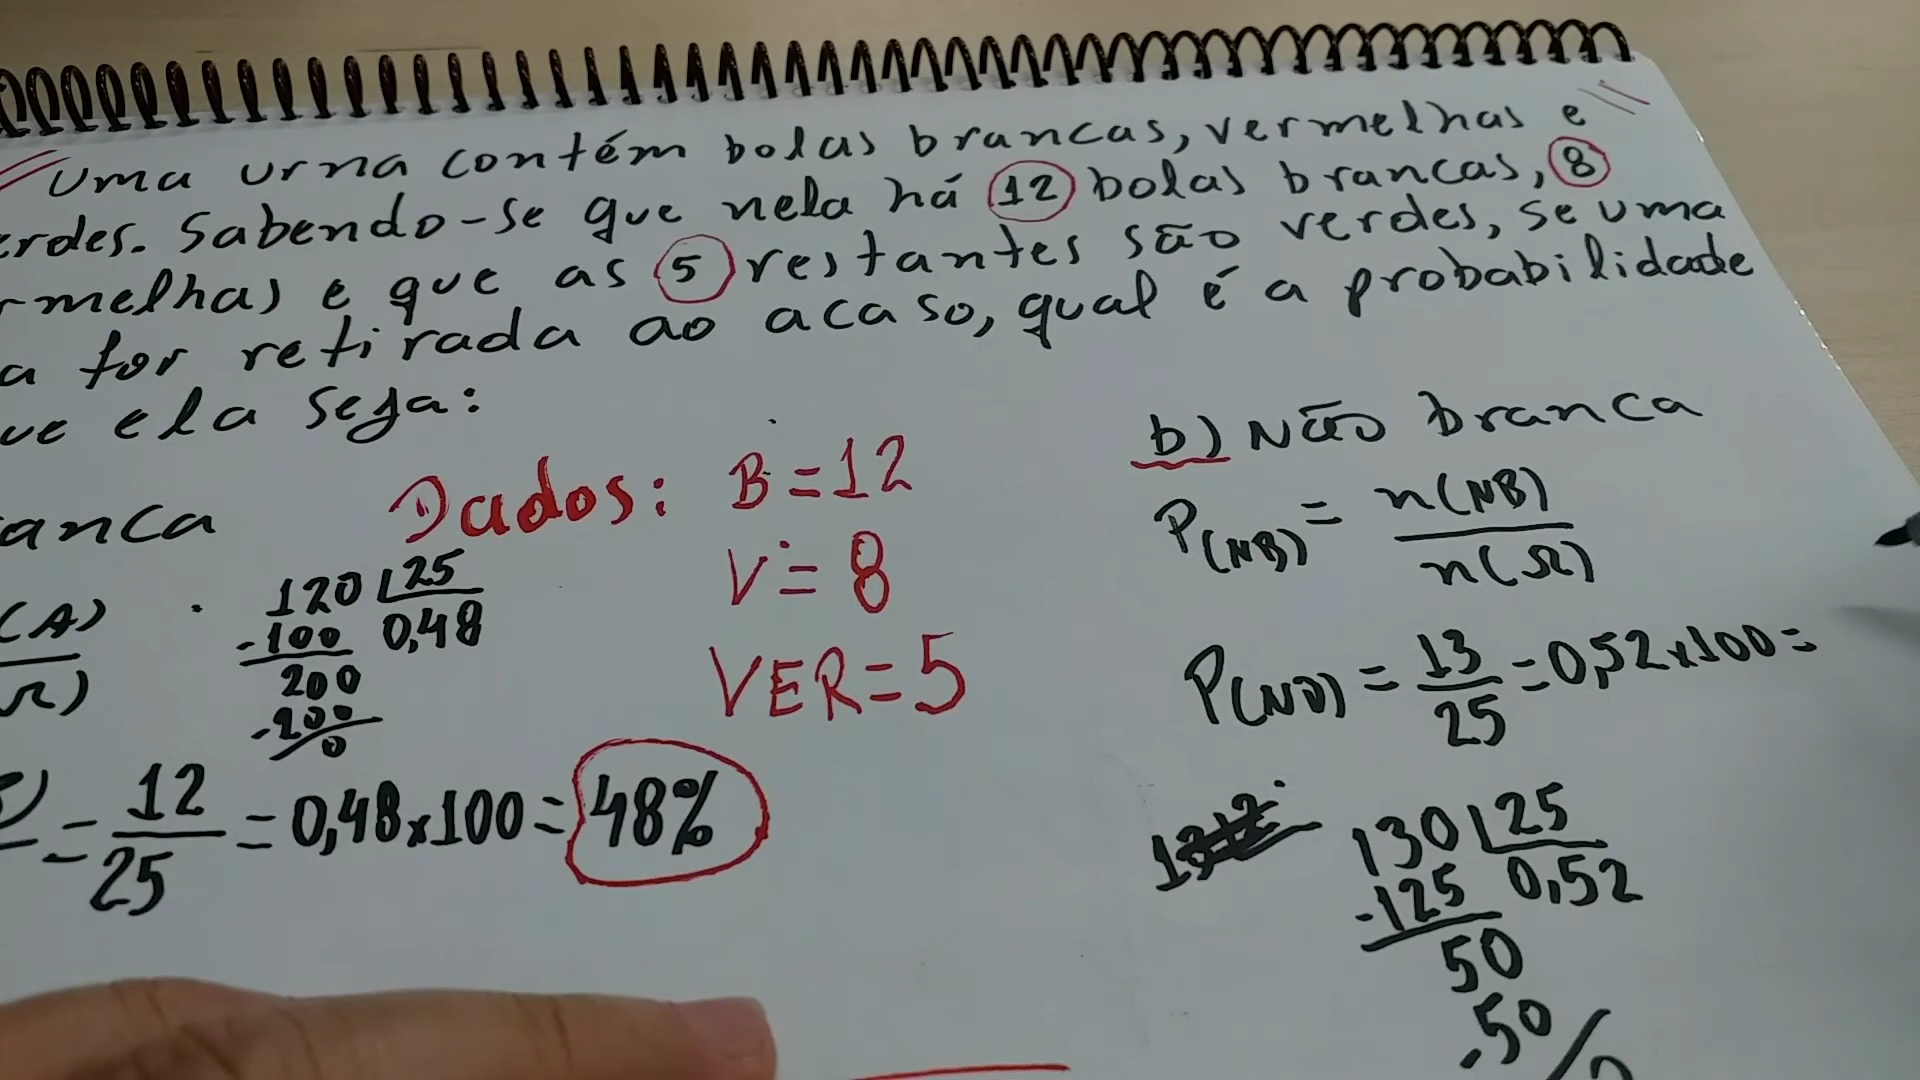 Uma urna contém bolas brancas, vermelhas e
erdes. Sabendo-se que nela há 12 bolas brancas, 8
rmelhas e que as 5 restantes são verdes, se uma
a for retirada ao acaso, qual é a probabilidade
ue ela seja:
anca
Dados: B=12
V=8
VER=5
(A)
Ω)
120 25
-100 0,48
200
-200
0
= 12/25 = 0,48x100 = 48%
b) Não branca
P(NB) = n(NB)/n(Ω)
P(NB) = 13/25 = 0,52x100=
130 25
-125 0,52
50
-50